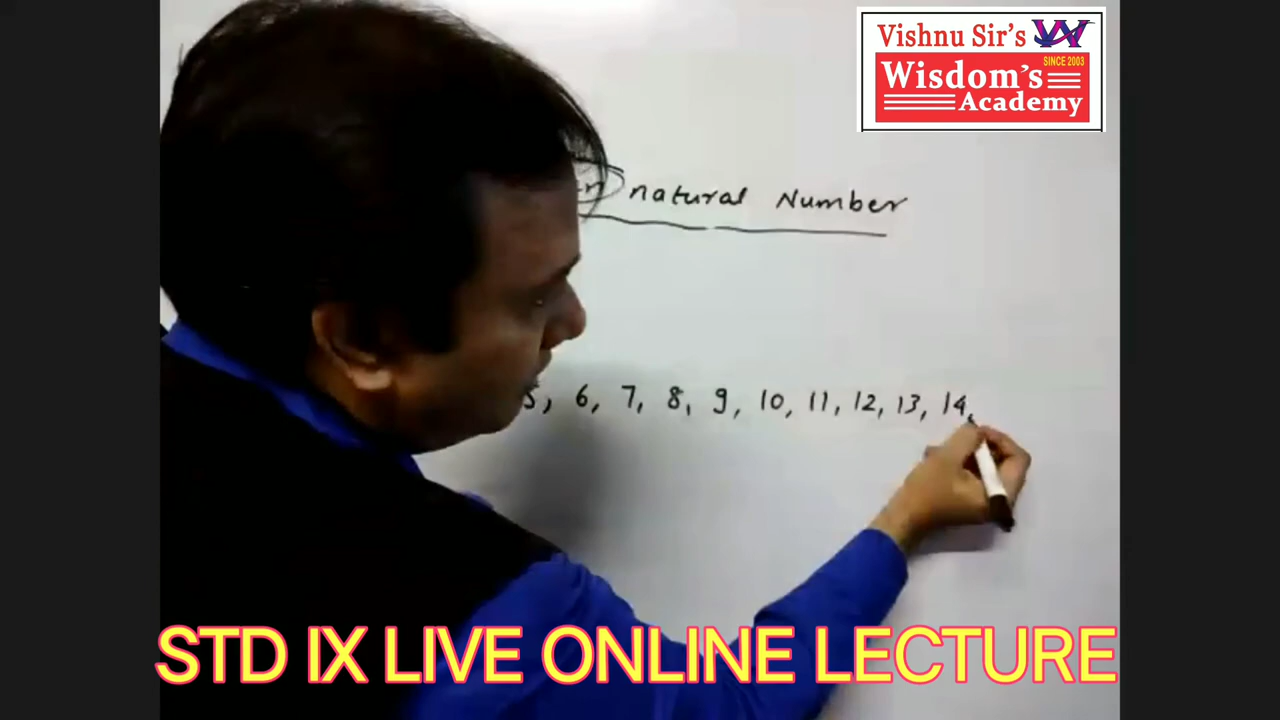 Vishnu Sir's W
SINCE 2003
Wisdom's
Academy
natural Number
5, 6, 7, 8, 9, 10, 11, 12, 13, 14,
STD IX LIVE ONLINE LECTURE